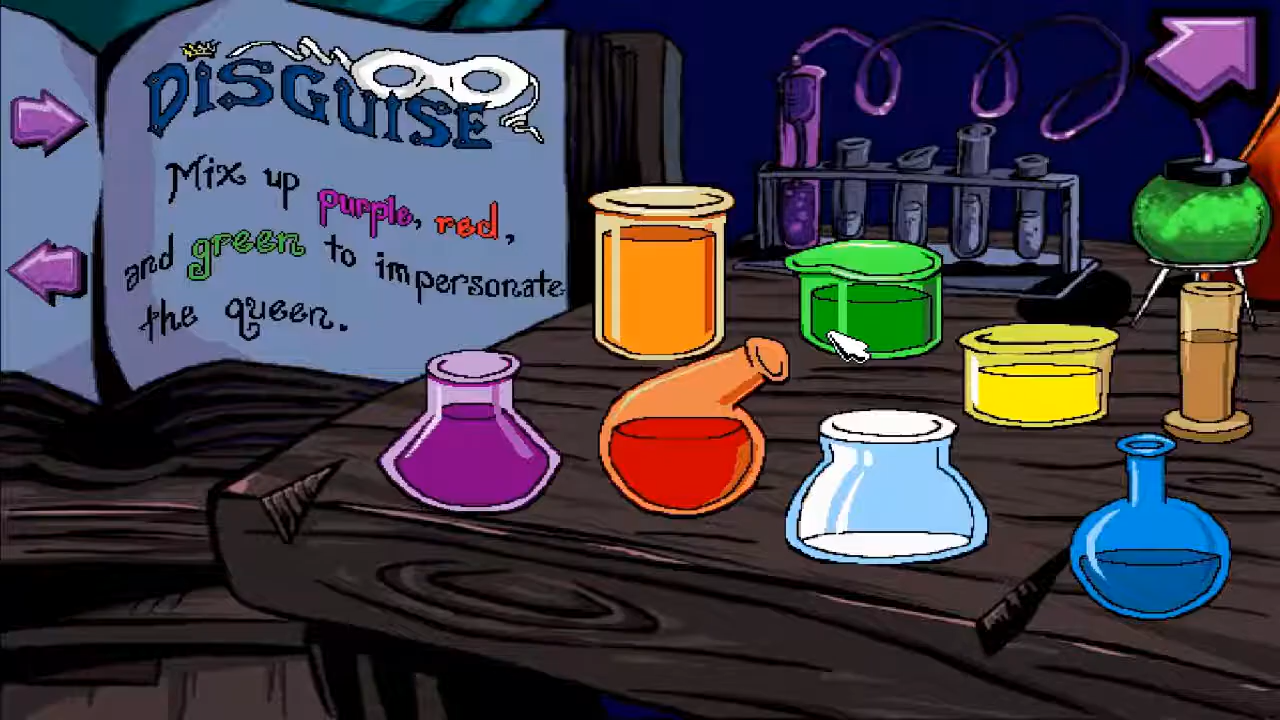 DISGUISE
Mix up purple, red,
and green to impersonate
the queen.